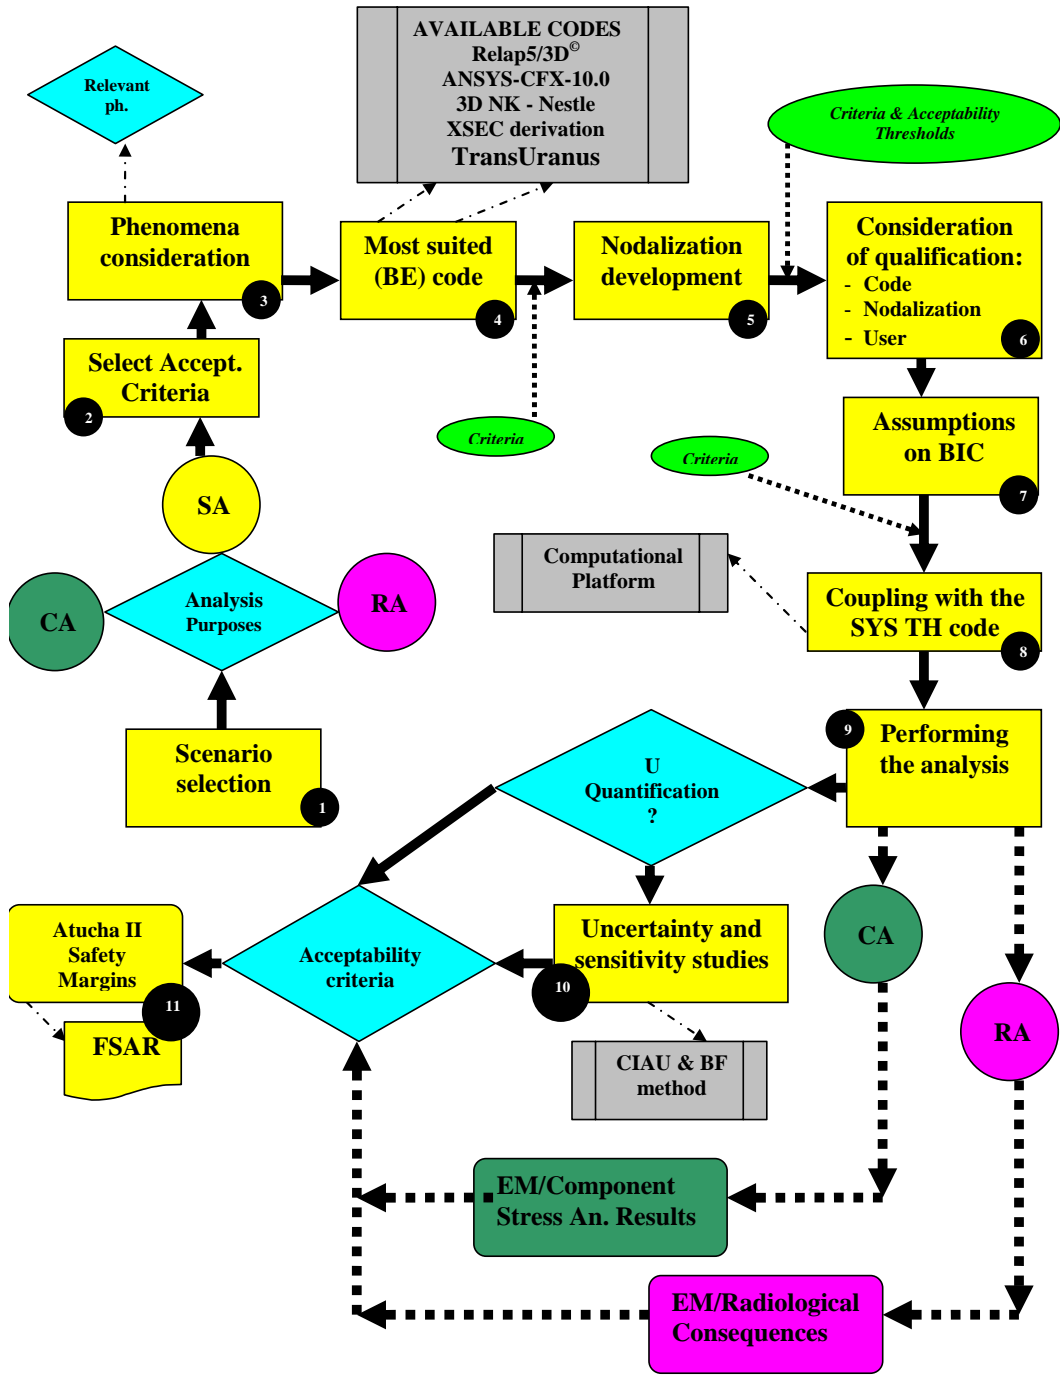 AVAILABLE CODES
Relap5/3D©
ANSYS-CFX-10.0
3D NK - Nestle
XSEC derivation
TransUranus
Relevant
ph.
Criteria & Acceptability
Thresholds
Phenomena
consideration
3
Most suited
(BE) code
4
Nodalization
development
5
Consideration
of qualification:
- Code
- Nodalization
- User
6
Select Accept.
Criteria
2
Criteria
Criteria
Assumptions
on BIC
7
SA
CA
Analysis
Purposes
RA
Computational
Platform
Coupling with the
SYS TH code
8
Scenario
selection
1
U
Quantification
?
9
Performing
the analysis
Atucha II
Safety
Margins
11
FSAR
Acceptability
criteria
Uncertainty and
sensitivity studies
10
CA
RA
CIAU & BF
method
EM/Component
Stress An. Results
EM/Radiological
Consequences